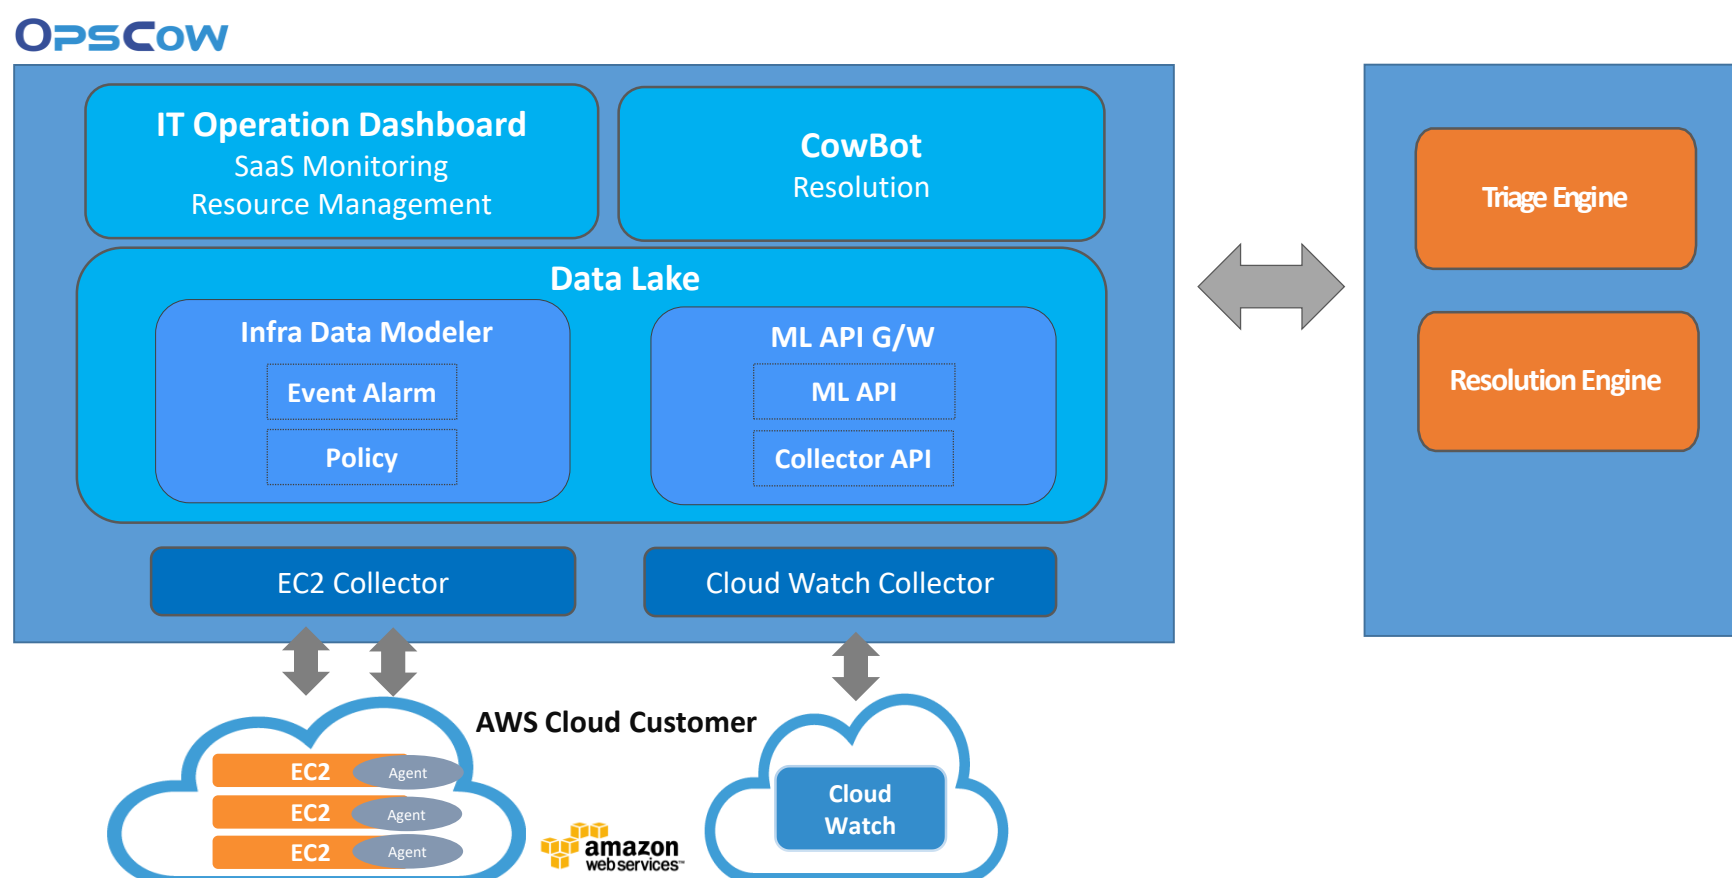 OpsCow
IT Operation Dashboard
SaaS Monitoring
Resource Management
CowBot
Resolution
Data Lake
Infra Data Modeler
Event Alarm
Policy
ML API G/W
ML API
Collector API
EC2 Collector
Cloud Watch Collector
Triage Engine
Resolution Engine
AWS Cloud Customer
EC2 Agent
EC2 Agent
EC2 Agent
amazon
webservices™
Cloud
Watch